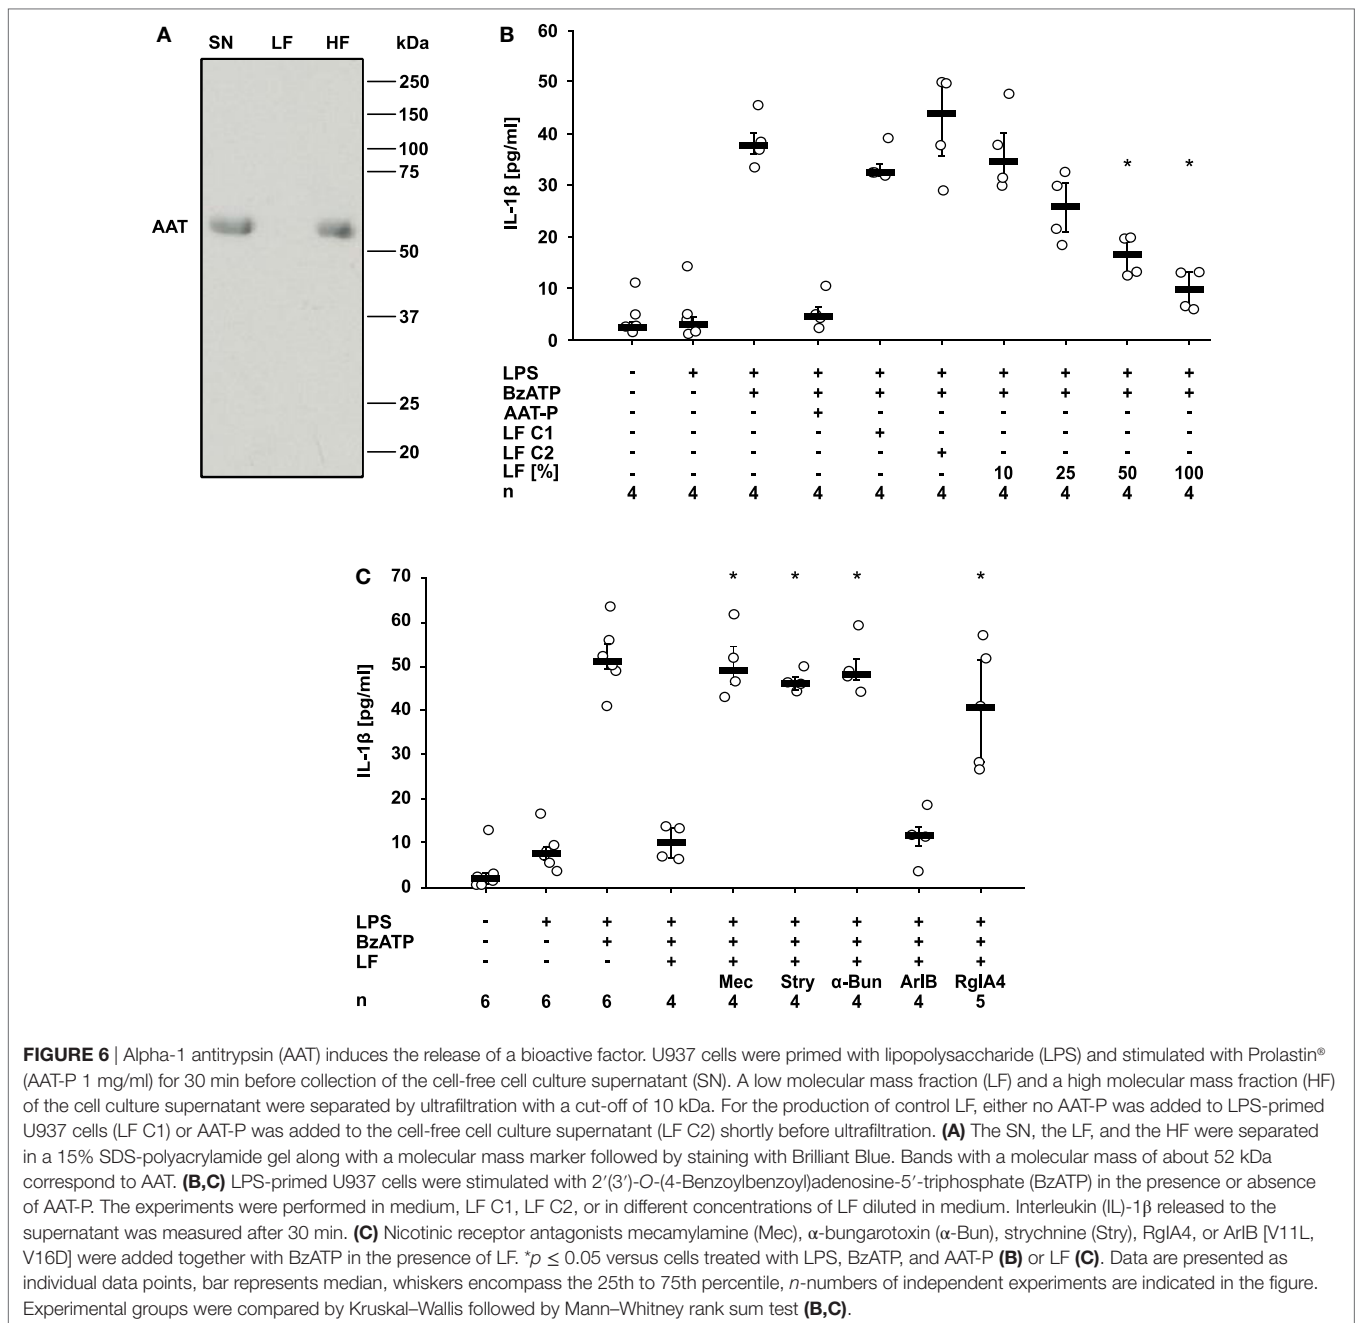 A
SN LF HF kDa
250
150
100
75
AAT
50
37
25
20
B
IL-1β [pg/ml]
60
50
40
30
20
10
0
* *
LPS - + + + + + + + + +
BzATP - - + + + + + + + +
AAT-P - - - + - - - - - -
LF C1 - - - - + - - - - -
LF C2 - - - - - + - - - -
LF [%] - - - - - - 10 25 50 100
n 4 4 4 4 4 4 4 4 4 4
C
IL-1β [pg/ml]
70
60
50
40
30
20
10
0
* * * *
LPS - + + + + + + + +
BzATP - - + + + + + + +
LF - - - + + + + + +
Mec Stry α-Bun ArIB RgIA4
n 6 6 6 4 4 4 4 4 5
FIGURE 6 | Alpha-1 antitrypsin (AAT) induces the release of a bioactive factor. U937 cells were primed with lipopolysaccharide (LPS) and stimulated with Prolastin®
(AAT-P 1 mg/ml) for 30 min before collection of the cell-free cell culture supernatant (SN). A low molecular mass fraction (LF) and a high molecular mass fraction (HF)
of the cell culture supernatant were separated by ultrafiltration with a cut-off of 10 kDa. For the production of control LF, either no AAT-P was added to LPS-primed
U937 cells (LF C1) or AAT-P was added to the cell-free cell culture supernatant (LF C2) shortly before ultrafiltration. (A) The SN, the LF, and the HF were separated
in a 15% SDS-polyacrylamide gel along with a molecular mass marker followed by staining with Brilliant Blue. Bands with a molecular mass of about 52 kDa
correspond to AAT. (B,C) LPS-primed U937 cells were stimulated with 2′(3′)-O-(4-Benzoylbenzoyl)adenosine-5′-triphosphate (BzATP) in the presence or absence
of AAT-P. The experiments were performed in medium, LF C1, LF C2, or in different concentrations of LF diluted in medium. Interleukin (IL)-1β released to the
supernatant was measured after 30 min. (C) Nicotinic receptor antagonists mecamylamine (Mec), α-bungarotoxin (α-Bun), strychnine (Stry), RgIA4, or ArIB [V11L,
V16D] were added together with BzATP in the presence of LF. *p ≤ 0.05 versus cells treated with LPS, BzATP, and AAT-P (B) or LF (C). Data are presented as
individual data points, bar represents median, whiskers encompass the 25th to 75th percentile, n-numbers of independent experiments are indicated in the figure.
Experimental groups were compared by Kruskal–Wallis followed by Mann–Whitney rank sum test (B,C).